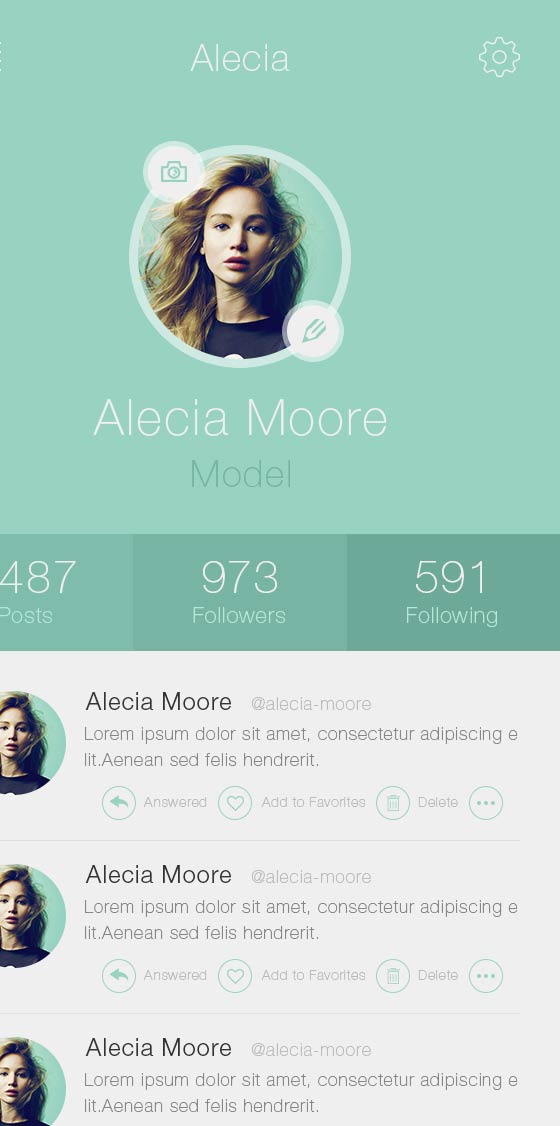 Alecia
Alecia Moore
Model
487 973 591
Posts Followers Following
Alecia Moore @alecia-moore
Lorem ipsum dolor sit amet, consectetur adipiscing e
lit.Aenean sed felis hendrerit.
Answered Add to Favorites Delete
Alecia Moore @alecia-moore
Lorem ipsum dolor sit amet, consectetur adipiscing e
lit.Aenean sed felis hendrerit.
Answered Add to Favorites Delete
Alecia Moore @alecia-moore
Lorem ipsum dolor sit amet, consectetur adipiscing e
lit.Aenean sed felis hendrerit.